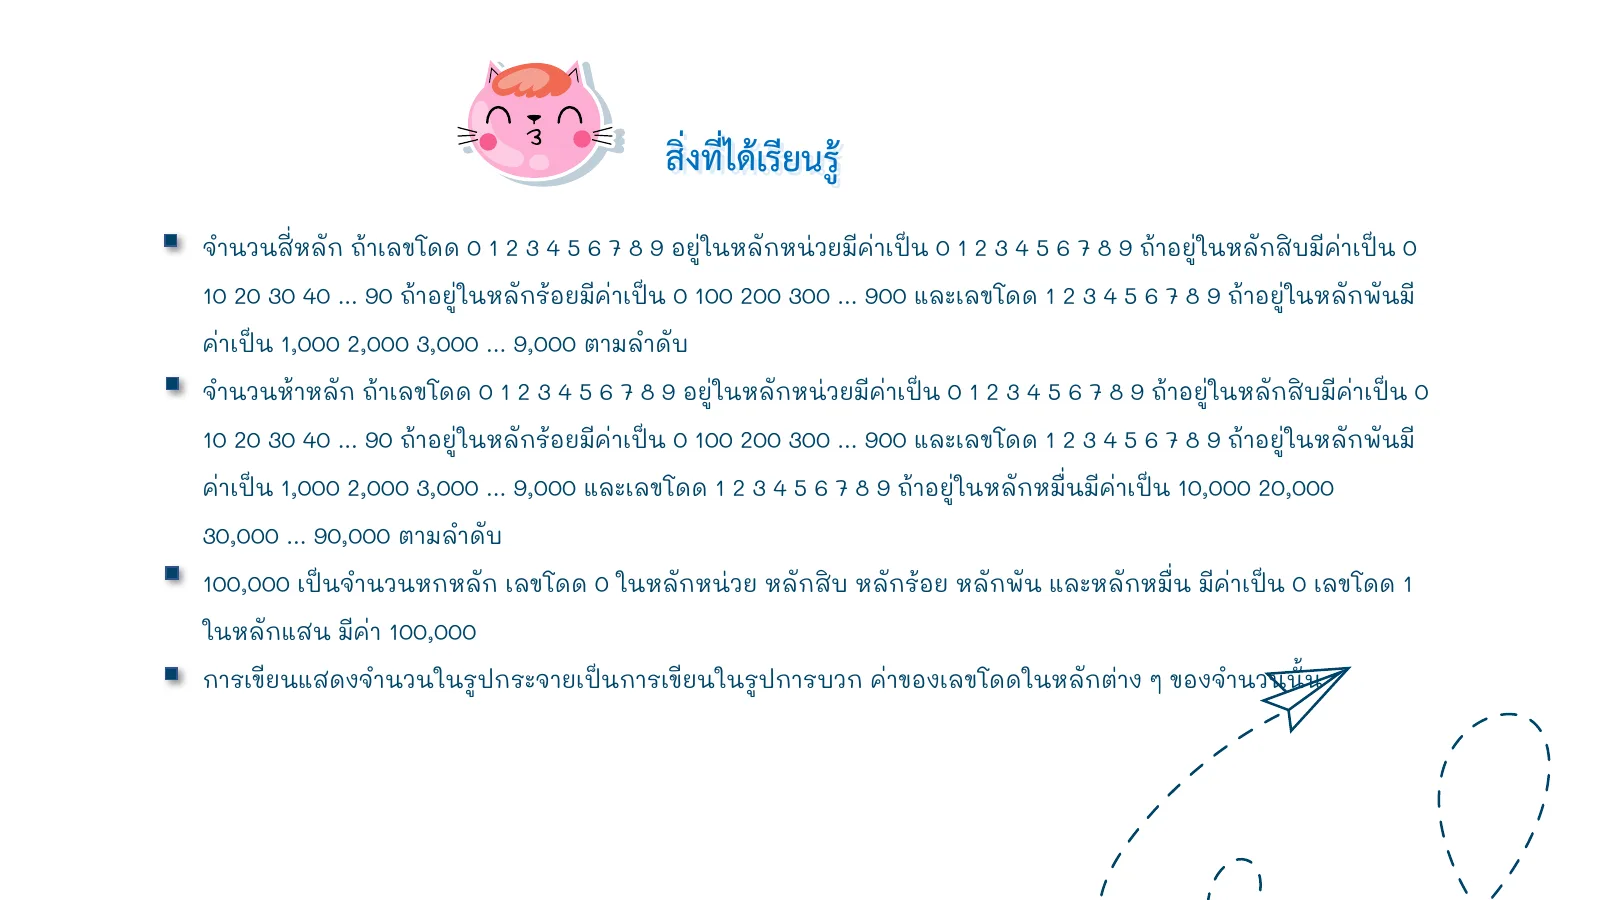 สิ่งที่ได้เรียนรู้
จำนวนสี่หลัก ถ้าเลขโดด 0 1 2 3 4 5 6 7 8 9 อยู่ในหลักหน่วยมีค่าเป็น 0 1 2 3 4 5 6 7 8 9 ถ้าอยู่ในหลักสิบมีค่าเป็น 0
10 20 30 40 ... 90 ถ้าอยู่ในหลักร้อยมีค่าเป็น 0 100 200 300 ... 900 และเลขโดด 1 2 3 4 5 6 7 8 9 ถ้าอยู่ในหลักพันมี
ค่าเป็น 1,000 2,000 3,000 ... 9,000 ตามลำดับ
จำนวนห้าหลัก ถ้าเลขโดด 0 1 2 3 4 5 6 7 8 9 อยู่ในหลักหน่วยมีค่าเป็น 0 1 2 3 4 5 6 7 8 9 ถ้าอยู่ในหลักสิบมีค่าเป็น 0
10 20 30 40 ... 90 ถ้าอยู่ในหลักร้อยมีค่าเป็น 0 100 200 300 ... 900 และเลขโดด 1 2 3 4 5 6 7 8 9 ถ้าอยู่ในหลักพันมี
ค่าเป็น 1,000 2,000 3,000 ... 9,000 และเลขโดด 1 2 3 4 5 6 7 8 9 ถ้าอยู่ในหลักหมื่นมีค่าเป็น 10,000 20,000
30,000 ... 90,000 ตามลำดับ
100,000 เป็นจำนวนหกหลัก เลขโดด 0 ในหลักหน่วย หลักสิบ หลักร้อย หลักพัน และหลักหมื่น มีค่าเป็น 0 เลขโดด 1
ในหลักแสน มีค่า 100,000
การเขียนแสดงจำนวนในรูปกระจายเป็นการเขียนในรูปการบวก ค่าของเลขโดดในหลักต่าง ๆ ของจำนวนนั้น